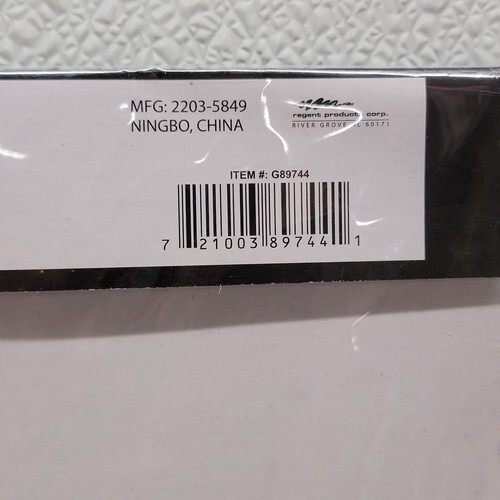 MFG: 2203-5849
NINGBO, CHINA
regent products corp.
RIVER GROVE IL 60171
ITEM #: G89744
7 21003 89744 1